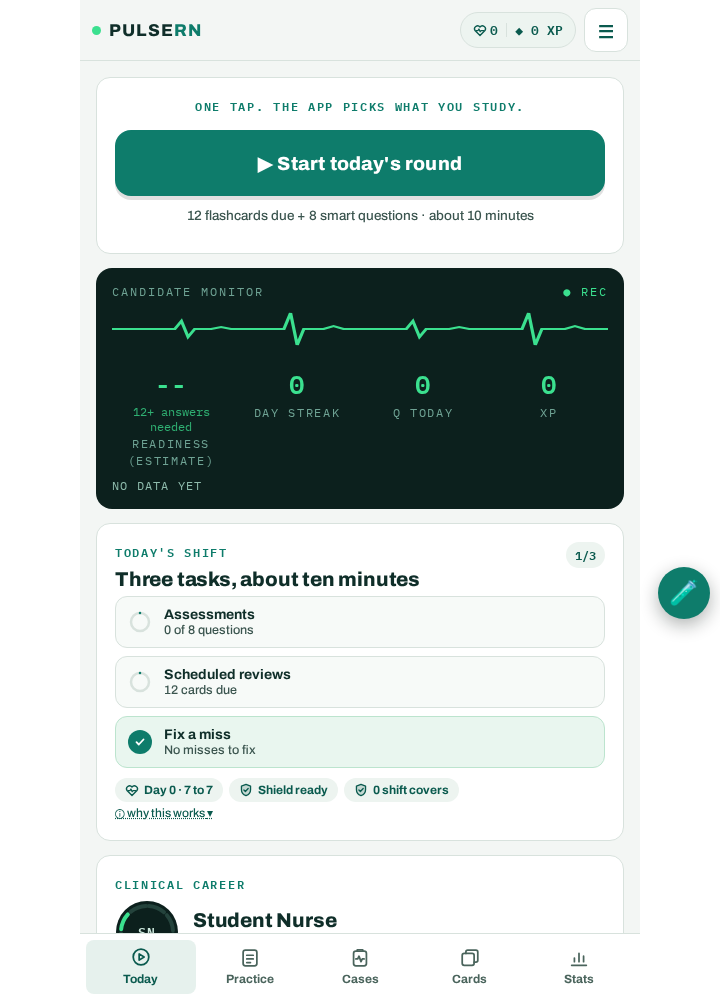 PULSERN
0 ◆ 0 XP
ONE TAP. THE APP PICKS WHAT YOU STUDY.
▶ Start today's round
12 flashcards due + 8 smart questions · about 10 minutes
CANDIDATE MONITOR
● REC
--
12+ answers
needed
READINESS
(ESTIMATE)
0
DAY STREAK
0
Q TODAY
0
XP
NO DATA YET
TODAY'S SHIFT
1/3
Three tasks, about ten minutes
Assessments
0 of 8 questions
Scheduled reviews
12 cards due
Fix a miss
No misses to fix
Day 0 · 7 to 7
Shield ready
0 shift covers
ⓘ why this works ▾
CLINICAL CAREER
SN
Student Nurse
Today
Practice
Cases
Cards
Stats